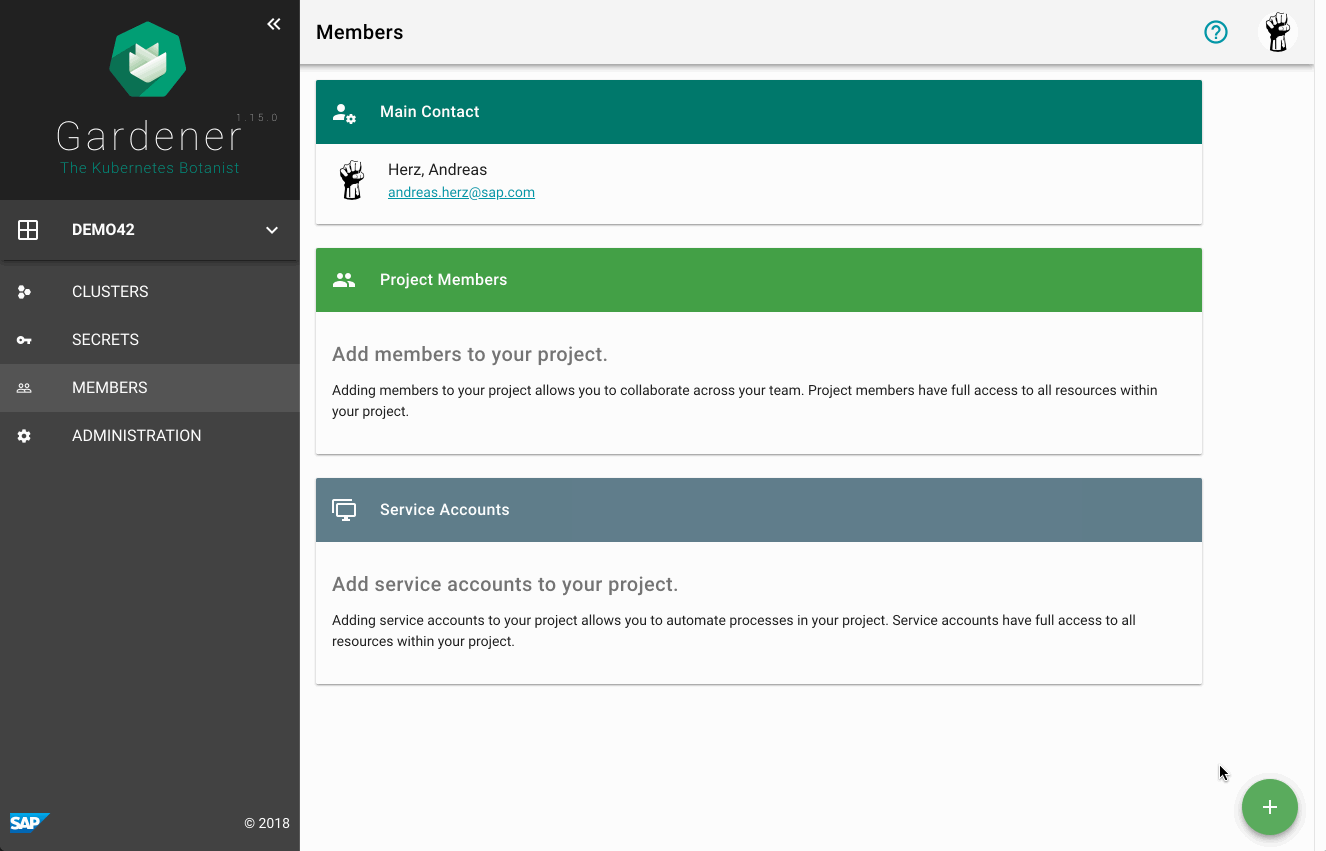 Gardener
1.15.0
The Kubernetes Botanist
DEMO42
CLUSTERS
SECRETS
MEMBERS
ADMINISTRATION
SAP
© 2018
Members
Main Contact
Herz, Andreas
andreas.herz@sap.com
Project Members
Add members to your project.
Adding members to your project allows you to collaborate across your team. Project members have full access to all resources within
your project.
Service Accounts
Add service accounts to your project.
Adding service accounts to your project allows you to automate processes in your project. Service accounts have full access to all
resources within your project.